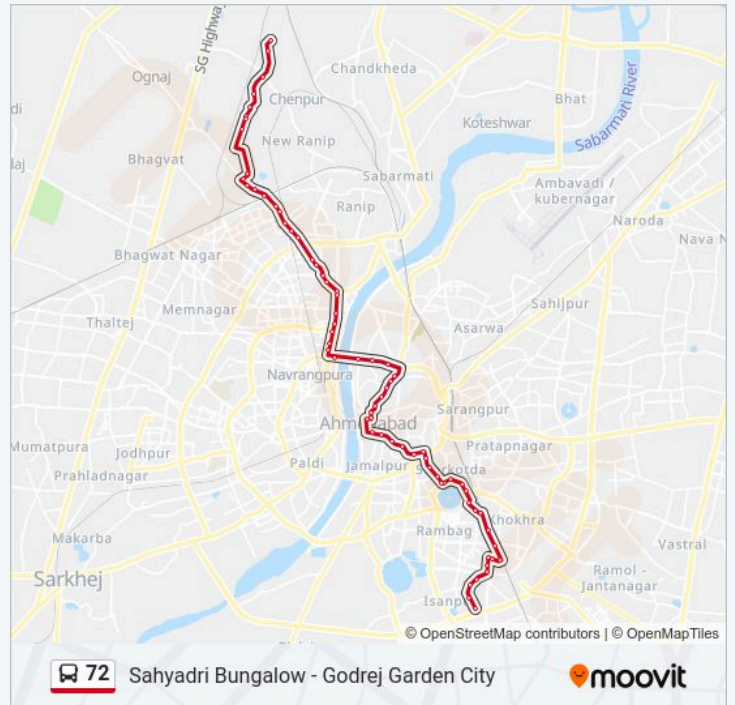 SG Highway
Ognaj
Chandkheda
Chenpur
Bhat
Koteshwar
Sabarmati River
di
New Ranip
laj
Bhagvat
Sabarmati
Ambavadi /
kubernagar
Ranip
Naroda
Nava N
Bhagwat Nagar
Sahijpur
Memnagar
Thaltej
Asarwa
Navrangpura
Sarangpur
Mumatpura
Jodhpur
Pratapnagar
Paldi
Jamalpur
Prahladnagar
Rambag
Khokhra
Makarba
Vastral
Sarkhej
Ramol -
Jantanagar
© OpenStreetMap contributors | © OpenMapTiles
72 Sahyadri Bungalow - Godrej Garden City
moovit